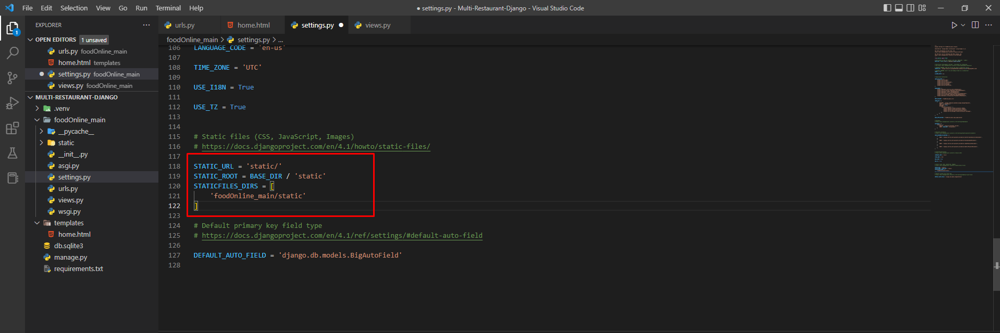 File Edit Selection View Go Run Terminal Help
● settings.py - Multi-Restaurant-Django - Visual Studio Code
1
EXPLORER
OPEN EDITORS 1 unsaved
urls.py foodOnline_main
home.html templates
settings.py foodOnline_main
views.py foodOnline_main
MULTI-RESTAURANT-DJANGO
.venv
foodOnline_main
__pycache__
static
__init__.py
asgi.py
settings.py
urls.py
views.py
wsgi.py
templates
home.html
db.sqlite3
manage.py
requirements.txt
urls.py home.html settings.py views.py
foodOnline_main > settings.py > ...
106 LANGUAGE_CODE = 'en-us'
107
108 TIME_ZONE = 'UTC'
109
110 USE_I18N = True
111
112 USE_TZ = True
113
114
115 # Static files (CSS, JavaScript, Images)
116 # https://docs.djangoproject.com/en/4.1/howto/static-files/
117
118 STATIC_URL = 'static/'
119 STATIC_ROOT = BASE_DIR / 'static'
120 STATICFILES_DIRS = [
121 'foodOnline_main/static'
122 ]
123
124 # Default primary key field type
125 # https://docs.djangoproject.com/en/4.1/ref/settings/#default-auto-field
126
127 DEFAULT_AUTO_FIELD = 'django.db.models.BigAutoField'
128